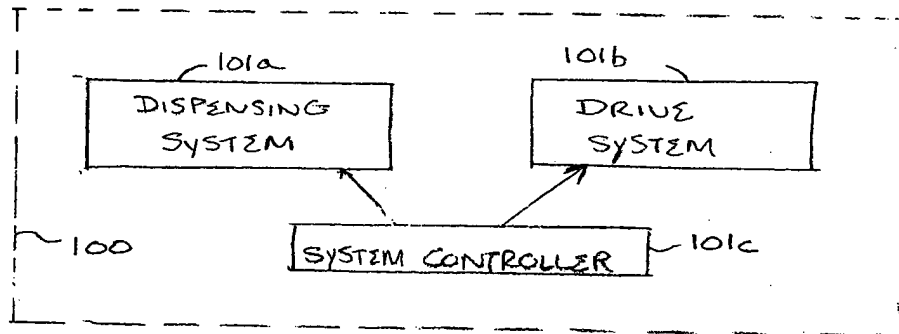 101a
101b
DISPENSING
SYSTEM
DRIVE
SYSTEM
100
SYSTEM CONTROLLER
101c